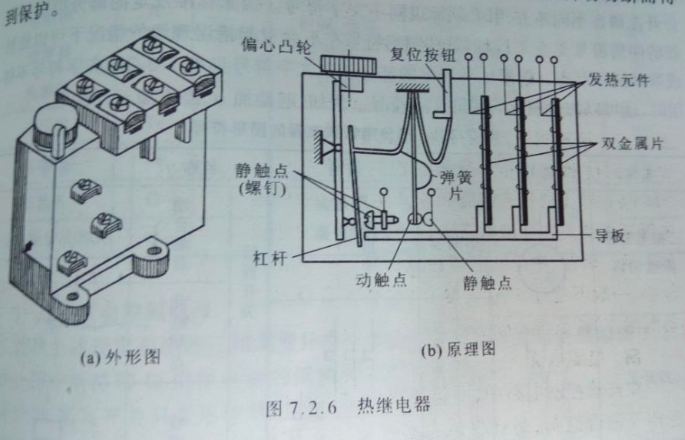 到保护。
偏心凸轮
复位按钮
发热元件
双金属片
静触点
(螺钉)
弹簧
片
导板
杠杆
动触点
静触点
(a) 外形图
(b) 原理图
图 7.2.6 热继电器